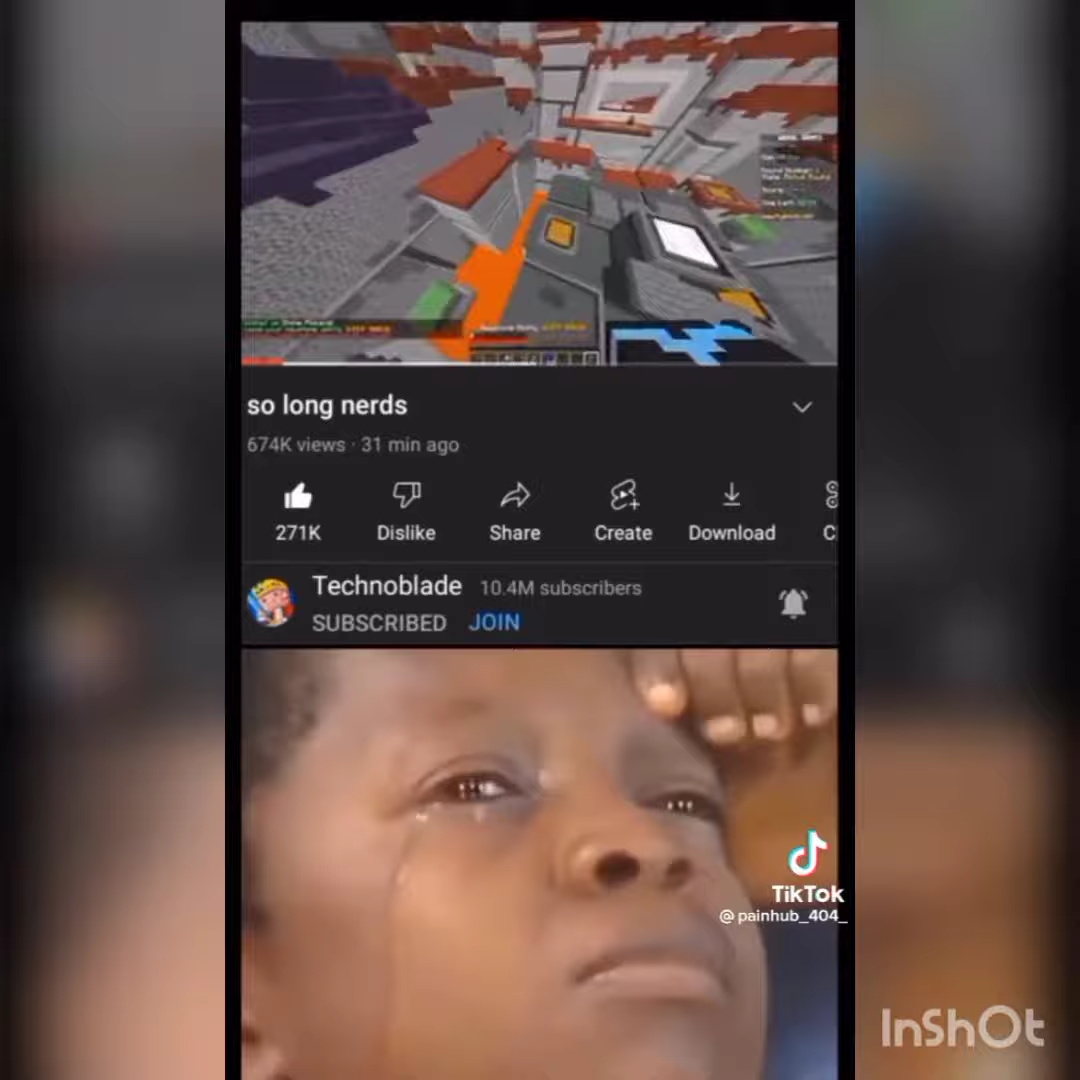 so long nerds
674K views · 31 min ago
271K Dislike Share Create Download C
Technoblade 10.4M subscribers
SUBSCRIBED JOIN
TikTok
@painhub_404_
InShOt